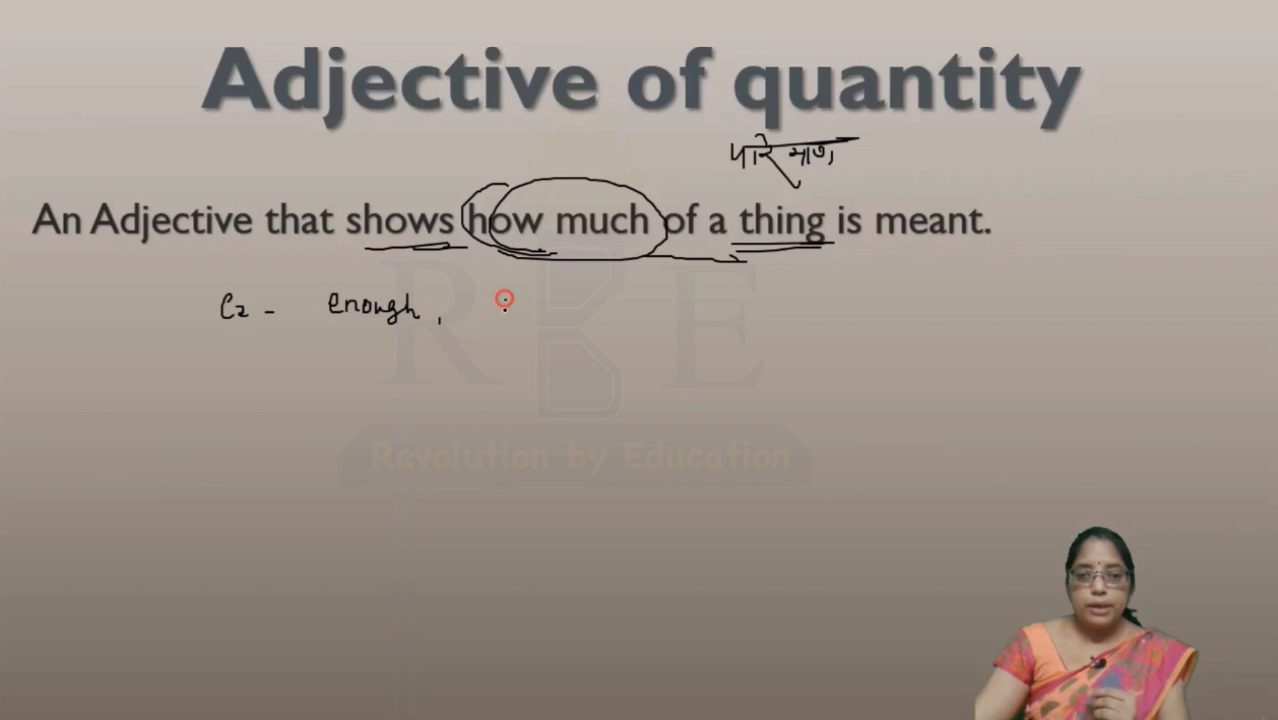 Adjective of quantity
परिमाण
An Adjective that shows how much of a thing is meant.
Ex - Enough,
RBE
Revolution by Education